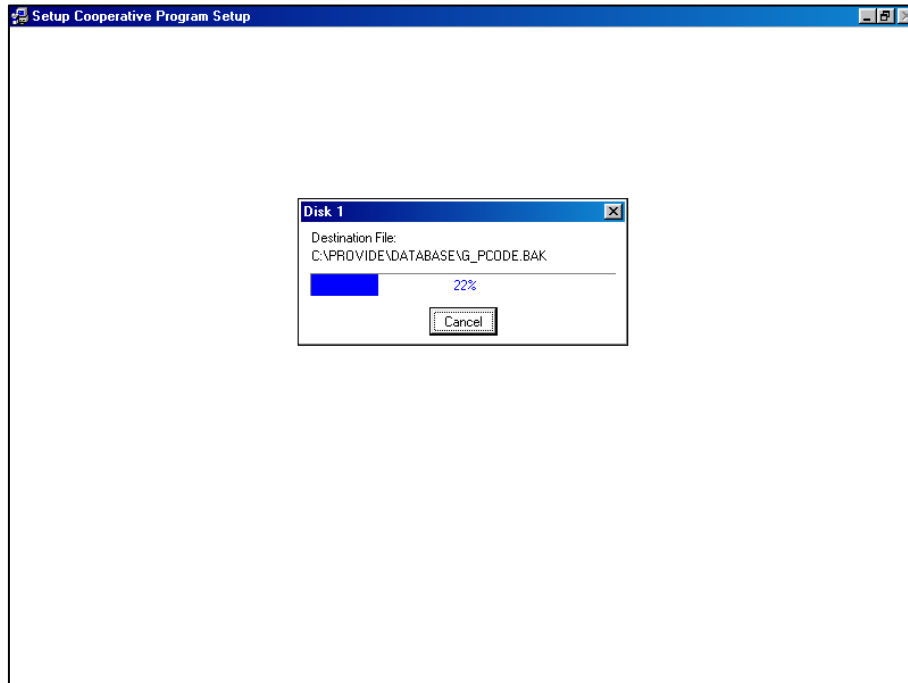 Setup Cooperative Program Setup
Disk 1
Destination File:
C:\PROVIDE\DATABASE\G_PCODE.BAK
22%
Cancel